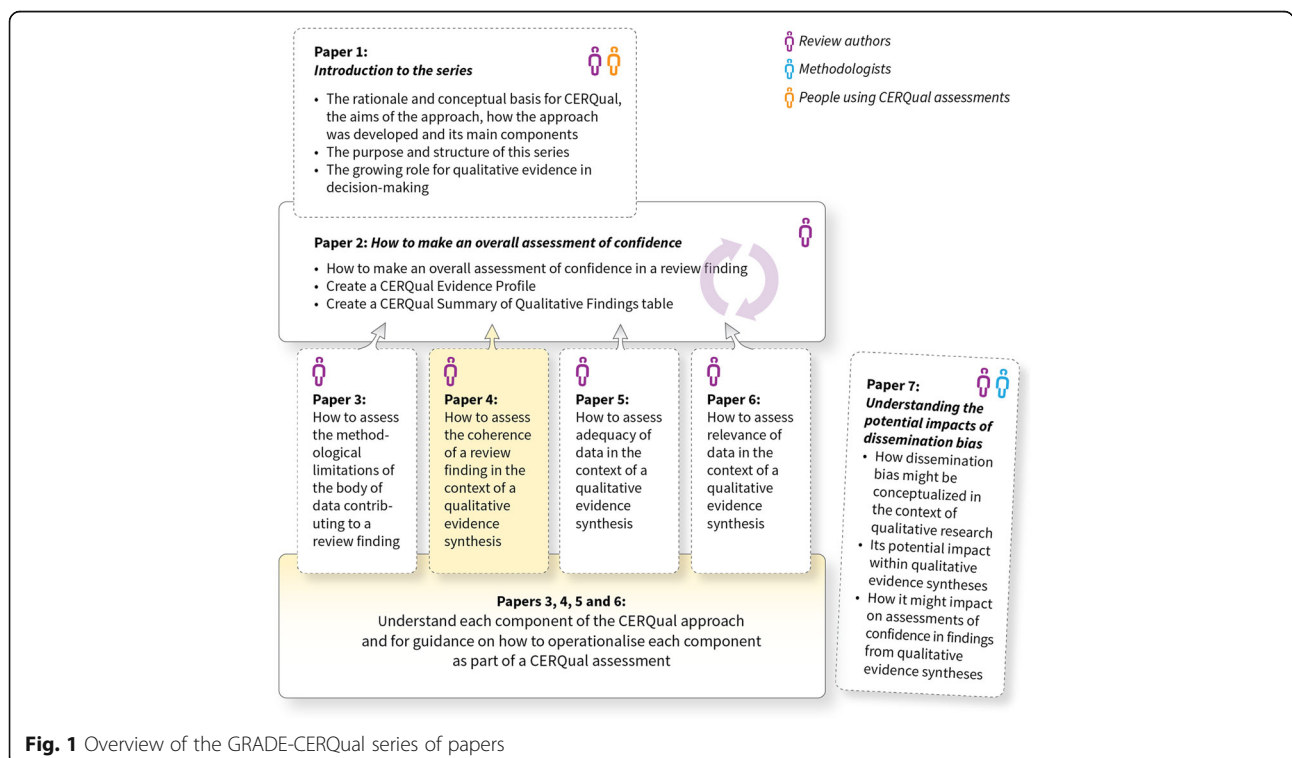 Paper 1:
Introduction to the series
• The rationale and conceptual basis for CERQual,
the aims of the approach, how the approach
was developed and its main components
• The purpose and structure of this series
• The growing role for qualitative evidence in
decision-making
Review authors
Methodologists
People using CERQual assessments
Paper 2: How to make an overall assessment of confidence
• How to make an overall assessment of confidence in a review finding
• Create a CERQual Evidence Profile
• Create a CERQual Summary of Qualitative Findings table
Paper 3:
How to assess
the method-
ological
limitations of
the body of
data contrib-
uting to a
review finding
Paper 4:
How to assess
the coherence
of a review
finding in the
context of a
qualitative
evidence
synthesis
Paper 5:
How to assess
adequacy of
data in the
context of a
qualitative
evidence
synthesis
Paper 6:
How to assess
relevance of
data in the
context of a
qualitative
evidence
synthesis
Paper 7:
Understanding the
potential impacts of
dissemination bias
• How dissemination
bias might be
conceptualized in
the context of
qualitative research
• Its potential impact
within qualitative
evidence syntheses
• How it might impact
on assessments of
confidence in findings
from qualitative
evidence syntheses
Papers 3, 4, 5 and 6:
Understand each component of the CERQual approach
and for guidance on how to operationalise each component
as part of a CERQual assessment
Fig. 1 Overview of the GRADE-CERQual series of papers